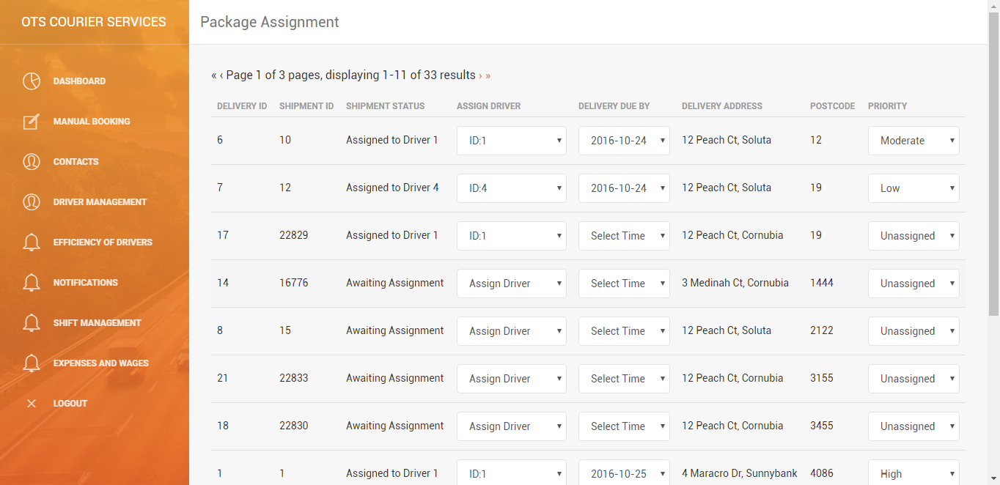 OTS COURIER SERVICES
Package Assignment
DASHBOARD
MANUAL BOOKING
CONTACTS
DRIVER MANAGEMENT
EFFICIENCY OF DRIVERS
NOTIFICATIONS
SHIFT MANAGEMENT
EXPENSES AND WAGES
LOGOUT
« ‹ Page 1 of 3 pages, displaying 1-11 of 33 results › »
DELIVERY ID SHIPMENT ID SHIPMENT STATUS ASSIGN DRIVER DELIVERY DUE BY DELIVERY ADDRESS POSTCODE PRIORITY
6 10 Assigned to Driver 1 ID:1 2016-10-24 12 Peach Ct, Soluta 12 Moderate
7 12 Assigned to Driver 4 ID:4 2016-10-24 12 Peach Ct, Soluta 19 Low
17 22829 Assigned to Driver 1 ID:1 Select Time 12 Peach Ct, Cornubia 19 Unassigned
14 16776 Awaiting Assignment Assign Driver Select Time 3 Medinah Ct, Cornubia 1444 Unassigned
8 15 Awaiting Assignment Assign Driver Select Time 12 Peach Ct, Soluta 2122 Unassigned
21 22833 Awaiting Assignment Assign Driver Select Time 12 Peach Ct, Cornubia 3155 Unassigned
18 22830 Awaiting Assignment Assign Driver Select Time 12 Peach Ct, Cornubia 3455 Unassigned
1 1 Assigned to Driver 1 ID:1 2016-10-25 4 Maracro Dr, Sunnybank 4086 High